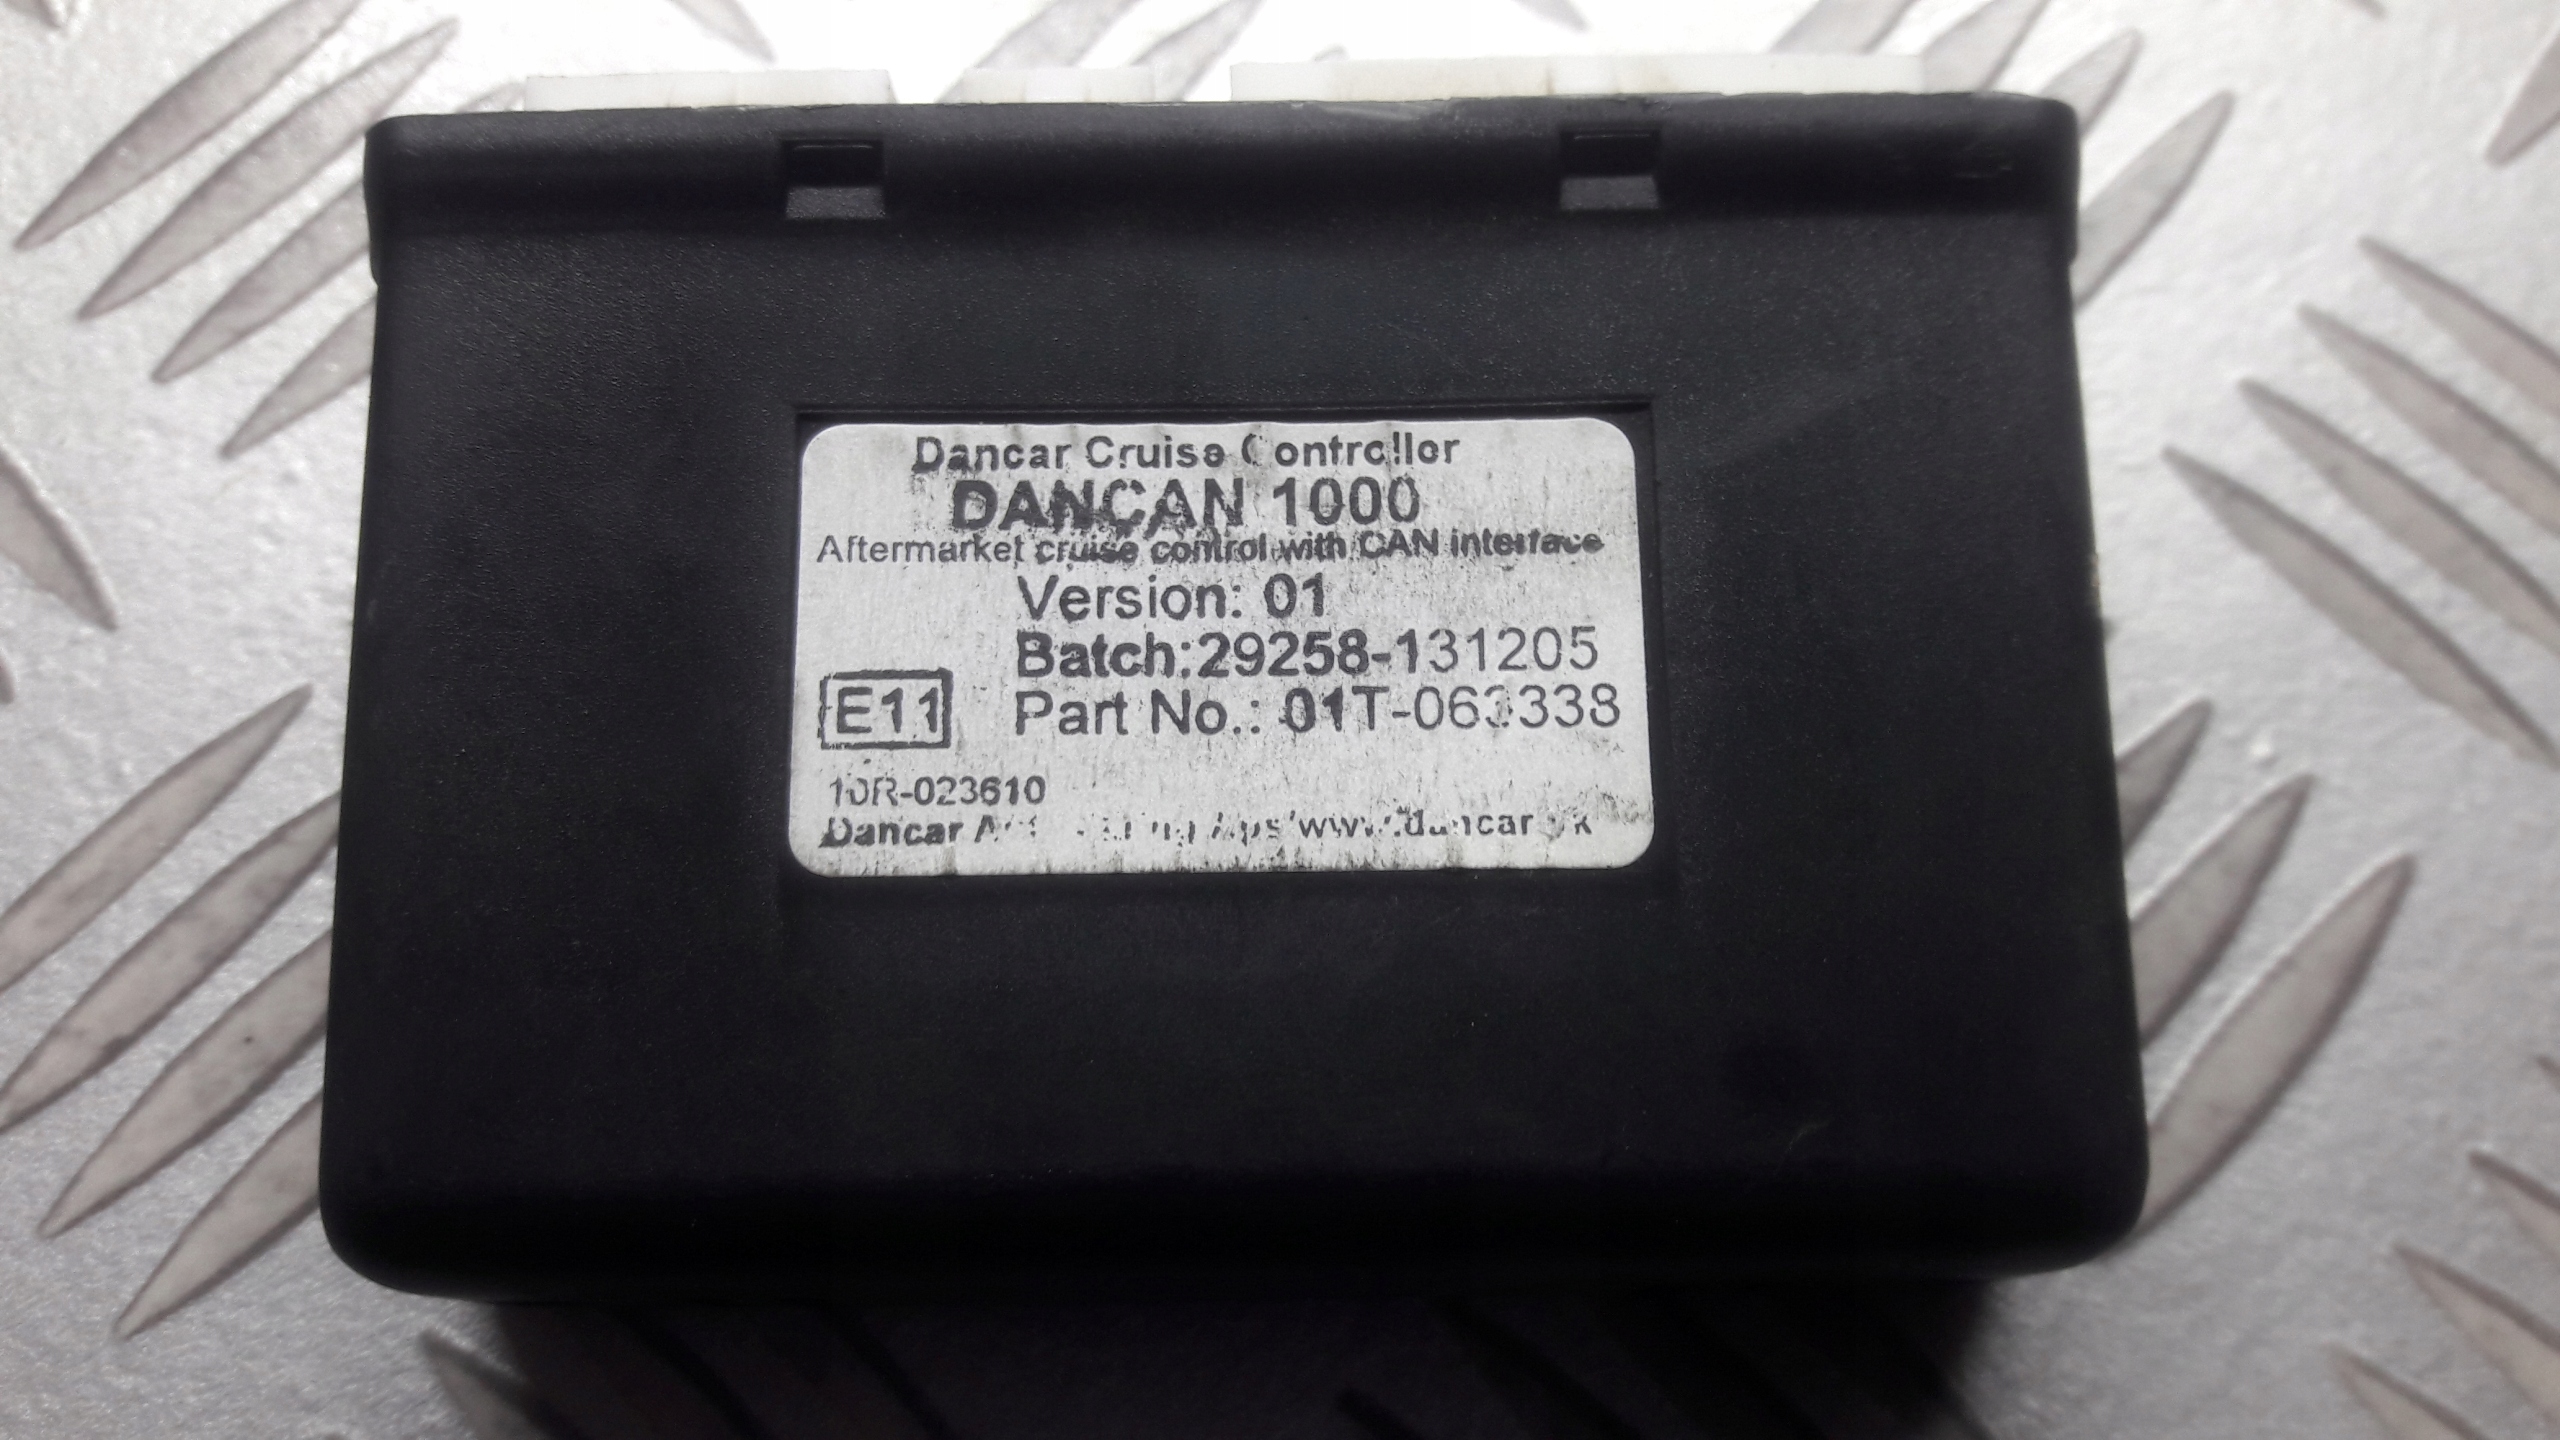 Dancar Cruise Controller
DANCAN 1000
Aftermarket cruise control with CAN interface
Version: 01
Batch:29258-131205
E11
Part No.: 01T-063338
10R-023610
Dancar